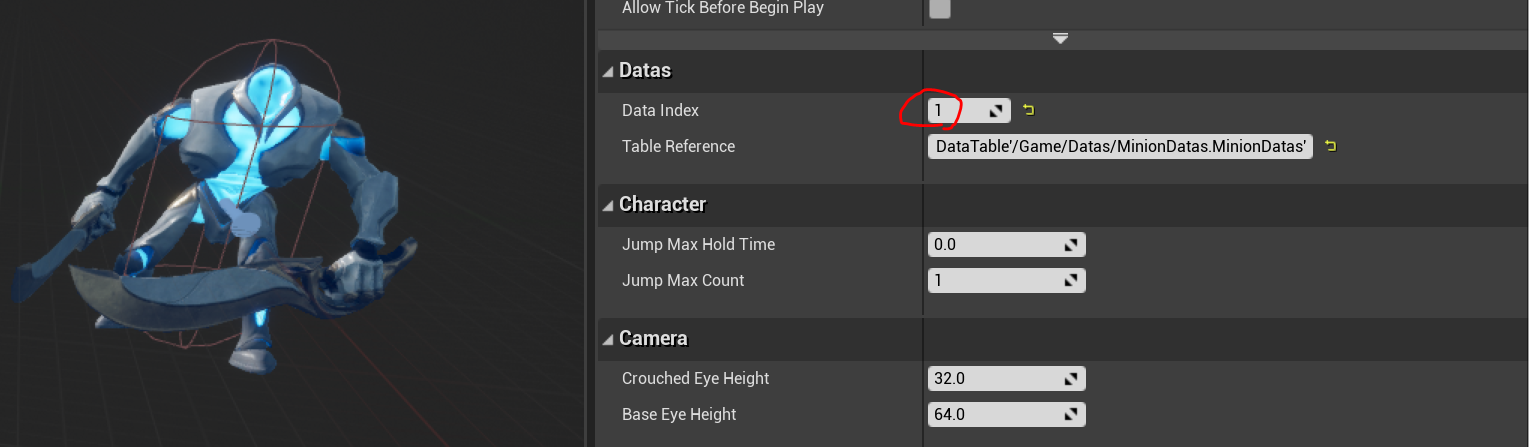 Allow Tick Before Begin Play
Datas
Data Index 1
Table Reference DataTable'/Game/Datas/MinionDatas.MinionDatas'
Character
Jump Max Hold Time 0.0
Jump Max Count 1
Camera
Crouched Eye Height 32.0
Base Eye Height 64.0